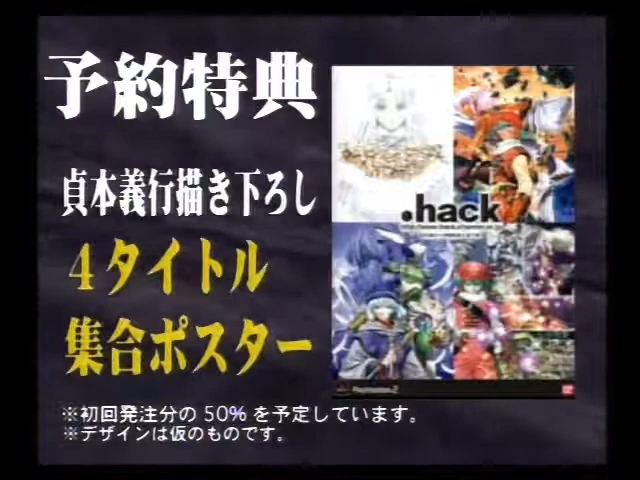 予約特典
貞本義行描き下ろし
4タイトル
集合ポスター
.hack
PlayStation 2
※初回発注分の 50% を予定しています。
※デザインは仮のものです。